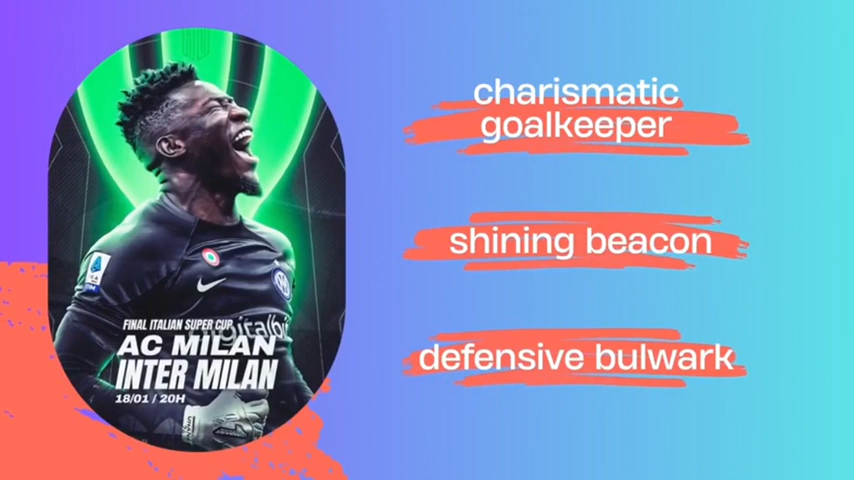 FINAL ITALIAN SUPER CUP
AC MILAN
INTER MILAN
18/01 / 20H
charismatic
goalkeeper
shining beacon
defensive bulwark